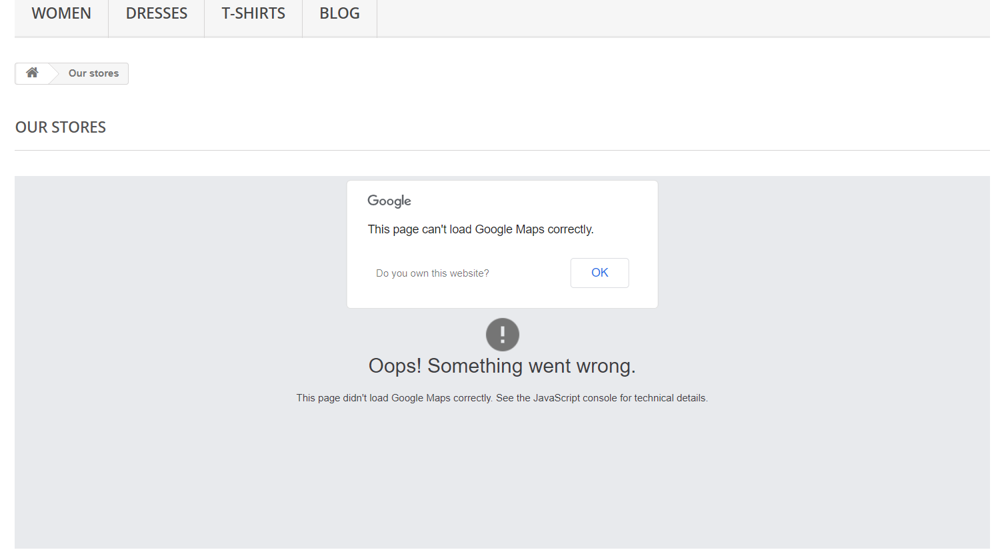 WOMEN DRESSES T-SHIRTS BLOG
Our stores
OUR STORES
Google
This page can't load Google Maps correctly.
Do you own this website? OK
!
Oops! Something went wrong.
This page didn't load Google Maps correctly. See the JavaScript console for technical details.